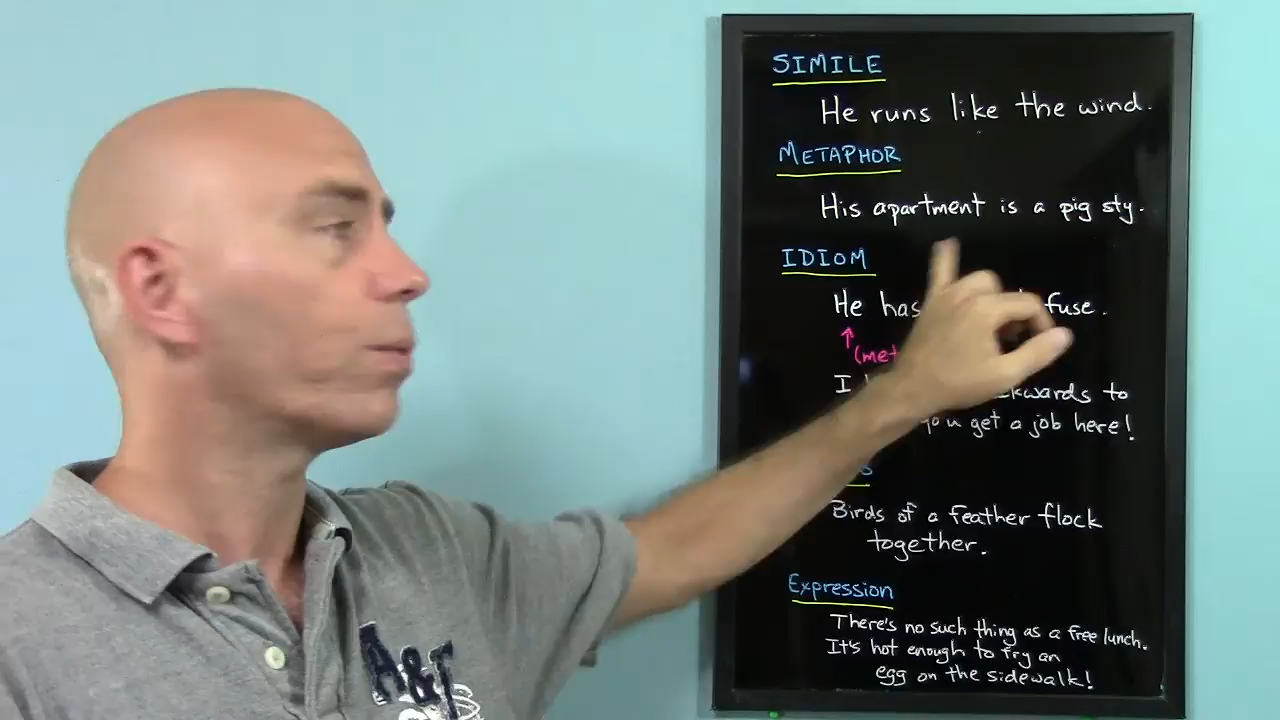 SIMILE
He runs like the wind.
METAPHOR
His apartment is a pig sty.
IDIOM
He has fuse.
(met
I to
you get a job here!
Birds of a feather flock
together.
Expression
There's no such thing as a free lunch.
It's hot enough to fry an
egg on the sidewalk!
A&F